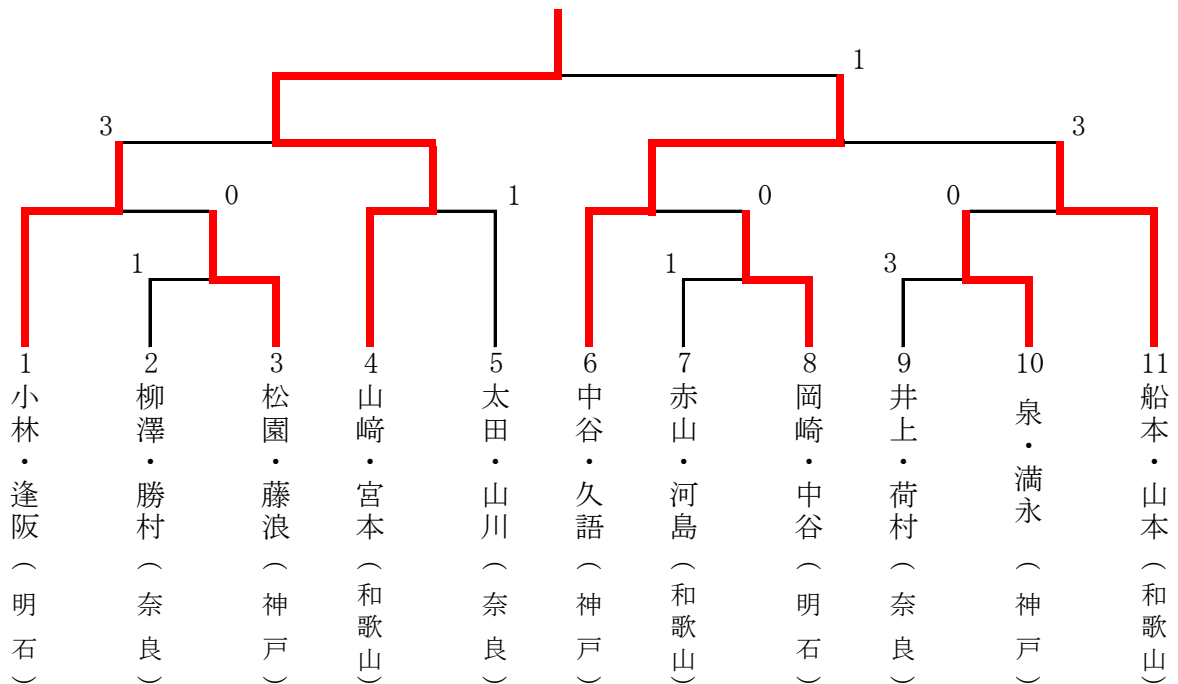 1
3
3
0
1
0
0
1
1
3
1
2
3
4
5
6
7
8
9
10
11
小林・逢阪(明石)
柳澤・勝村(奈良)
松園・藤浪(神戸)
山﨑・宮本(和歌山)
太田・山川(奈良)
中谷・久語(神戸)
赤山・河島(和歌山)
岡崎・中谷(明石)
井上・荷村(奈良)
泉・満永(神戸)
船本・山本(和歌山)